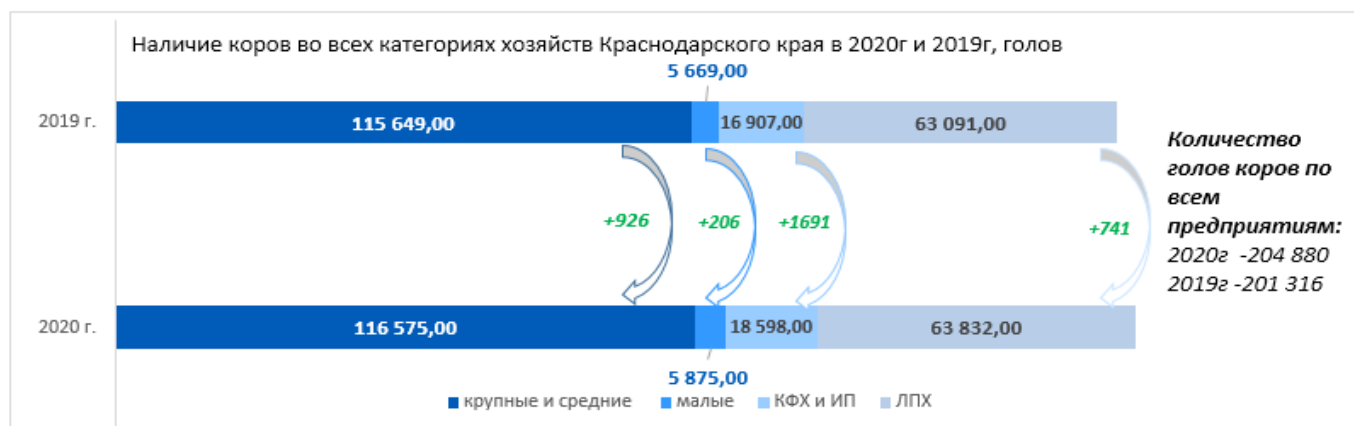 Наличие коров во всех категориях хозяйств Краснодарского края в 2020г и 2019г, голов
5 669,00
2019 г.
115 649,00
16 907,00
63 091,00
Количество
голов коров по
всем
предприятиям:
2020г -204 880
2019г -201 316
+926
+206
+1691
+741
2020 г.
116 575,00
18 598,00
63 832,00
5 875,00
крупные и средние
малые
КФХ и ИП
ЛПХ